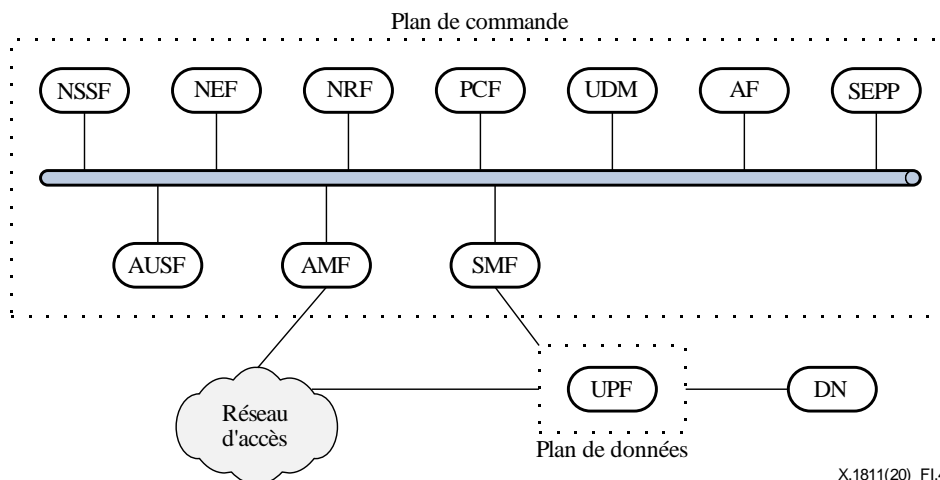 Plan de commande
NSSF
NEF
NRF
PCF
UDM
AF
SEPP
AUSF
AMF
SMF
UPF
DN
Réseau
d'accès
Plan de données
X.1811(20)_FI.4